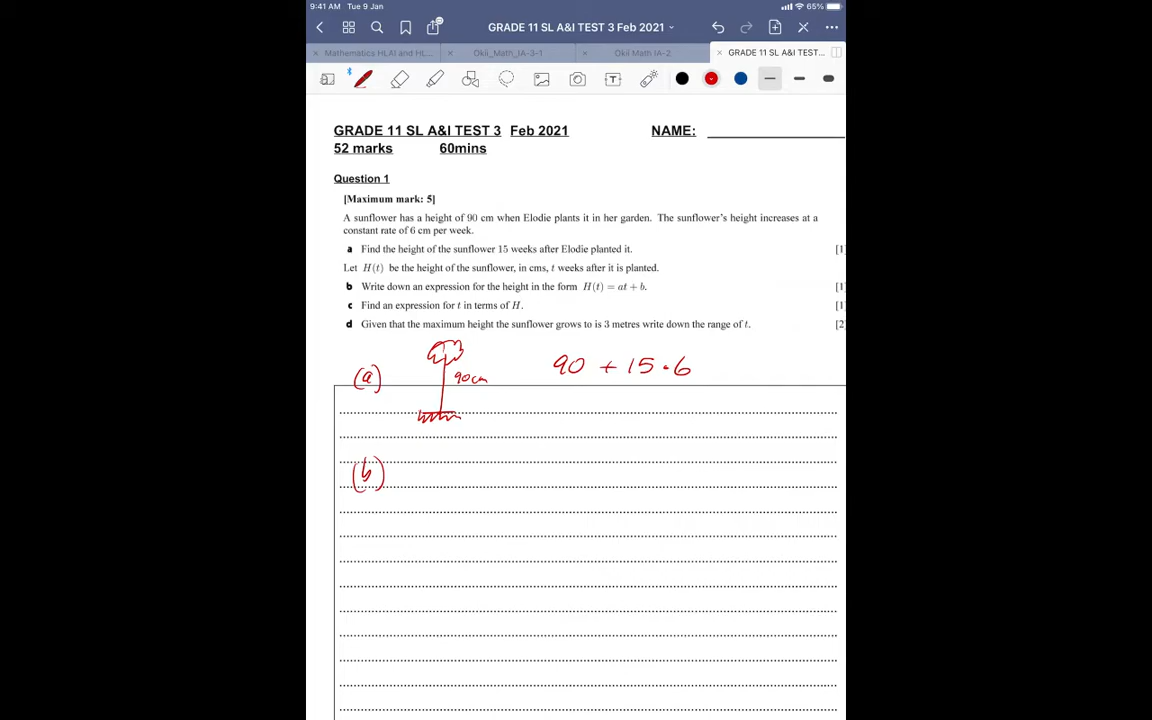 9:41 AM Tue 9 Jan 65%
GRADE 11 SL A&I TEST 3 Feb 2021
Mathematics HLAI and HL... Okii_Math_IA-3-1 Okii Math IA-2 GRADE 11 SL A&I TEST...
GRADE 11 SL A&I TEST 3 Feb 2021 NAME:
52 marks 60mins
Question 1
[Maximum mark: 5]
A sunflower has a height of 90 cm when Elodie plants it in her garden. The sunflower's height increases at a
constant rate of 6 cm per week.
a Find the height of the sunflower 15 weeks after Elodie planted it. [1]
Let H(t) be the height of the sunflower, in cms, t weeks after it is planted.
b Write down an expression for the height in the form H(t) = at + b. [1]
c Find an expression for t in terms of H. [1]
d Given that the maximum height the sunflower grows to is 3 metres write down the range of t. [2]
(a) 90cm 90 + 15 · 6
(b)